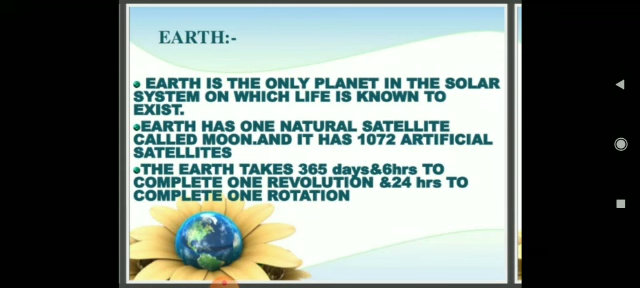 EARTH:-
EARTH IS THE ONLY PLANET IN THE SOLAR
SYSTEM ON WHICH LIFE IS KNOWN TO
EXIST.
EARTH HAS ONE NATURAL SATELLITE
CALLED MOON.AND IT HAS 1072 ARTIFICIAL
SATELLITES
THE EARTH TAKES 365 days&6hrs TO
COMPLETE ONE REVOLUTION &24 hrs TO
COMPLETE ONE ROTATION